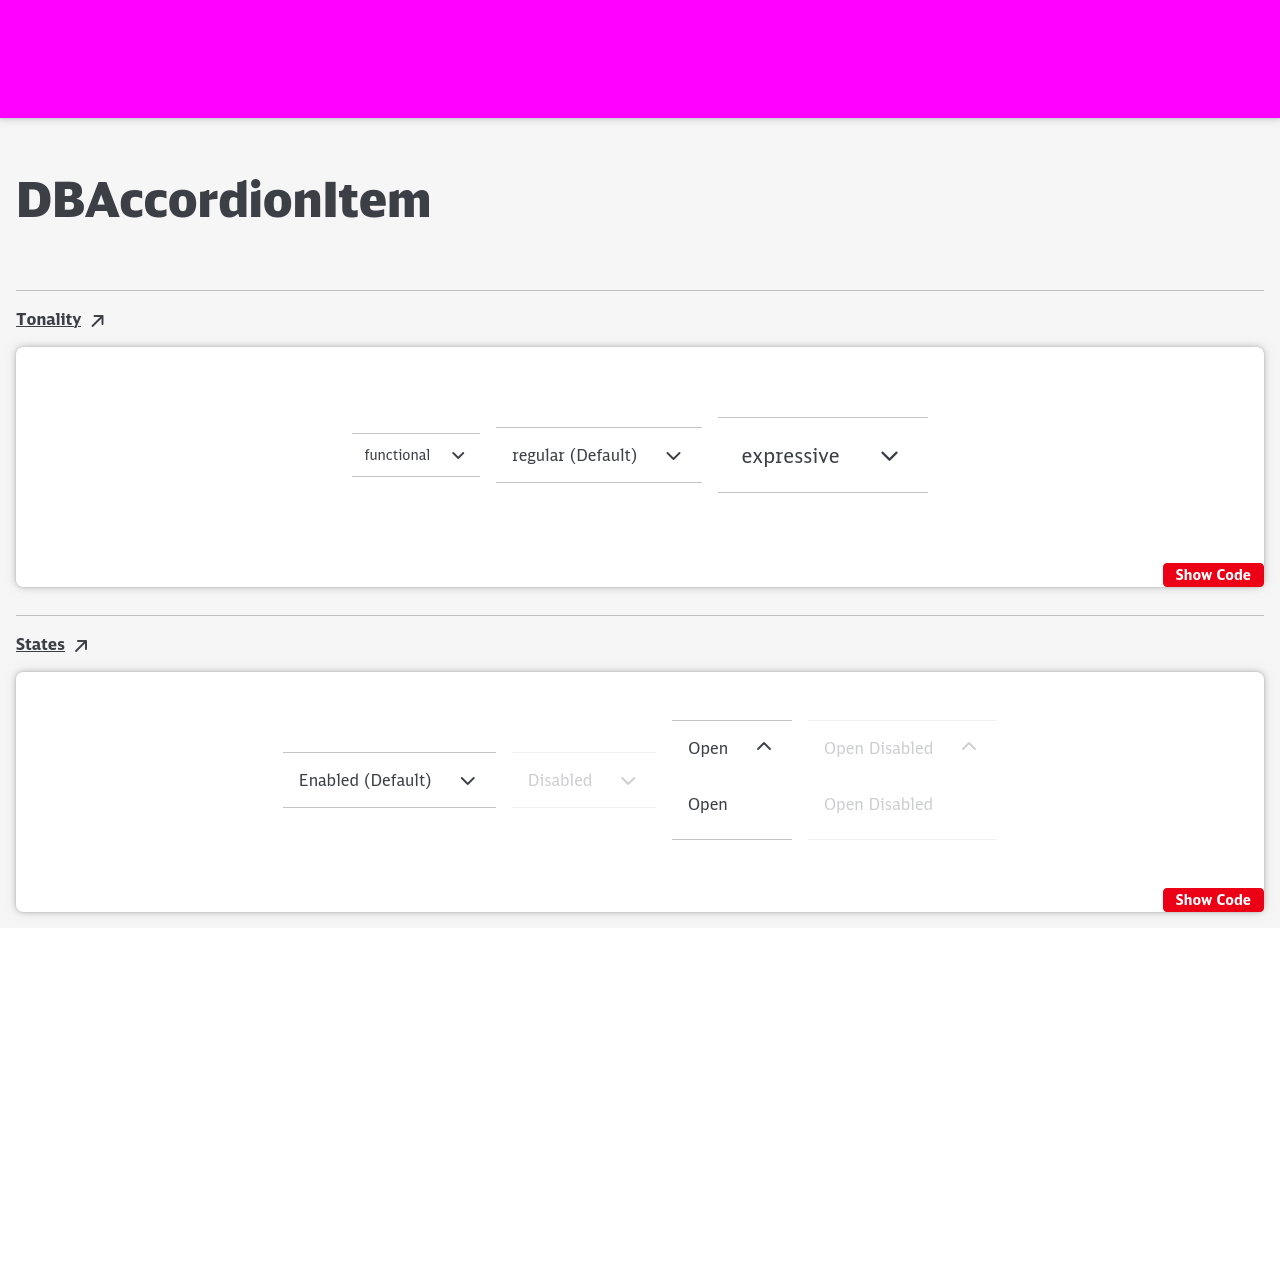 DBAccordionItem
Tonality
functional
regular (Default)
expressive
Show Code
States
Enabled (Default)
Disabled
Open
Open Disabled
Open
Open Disabled
Show Code